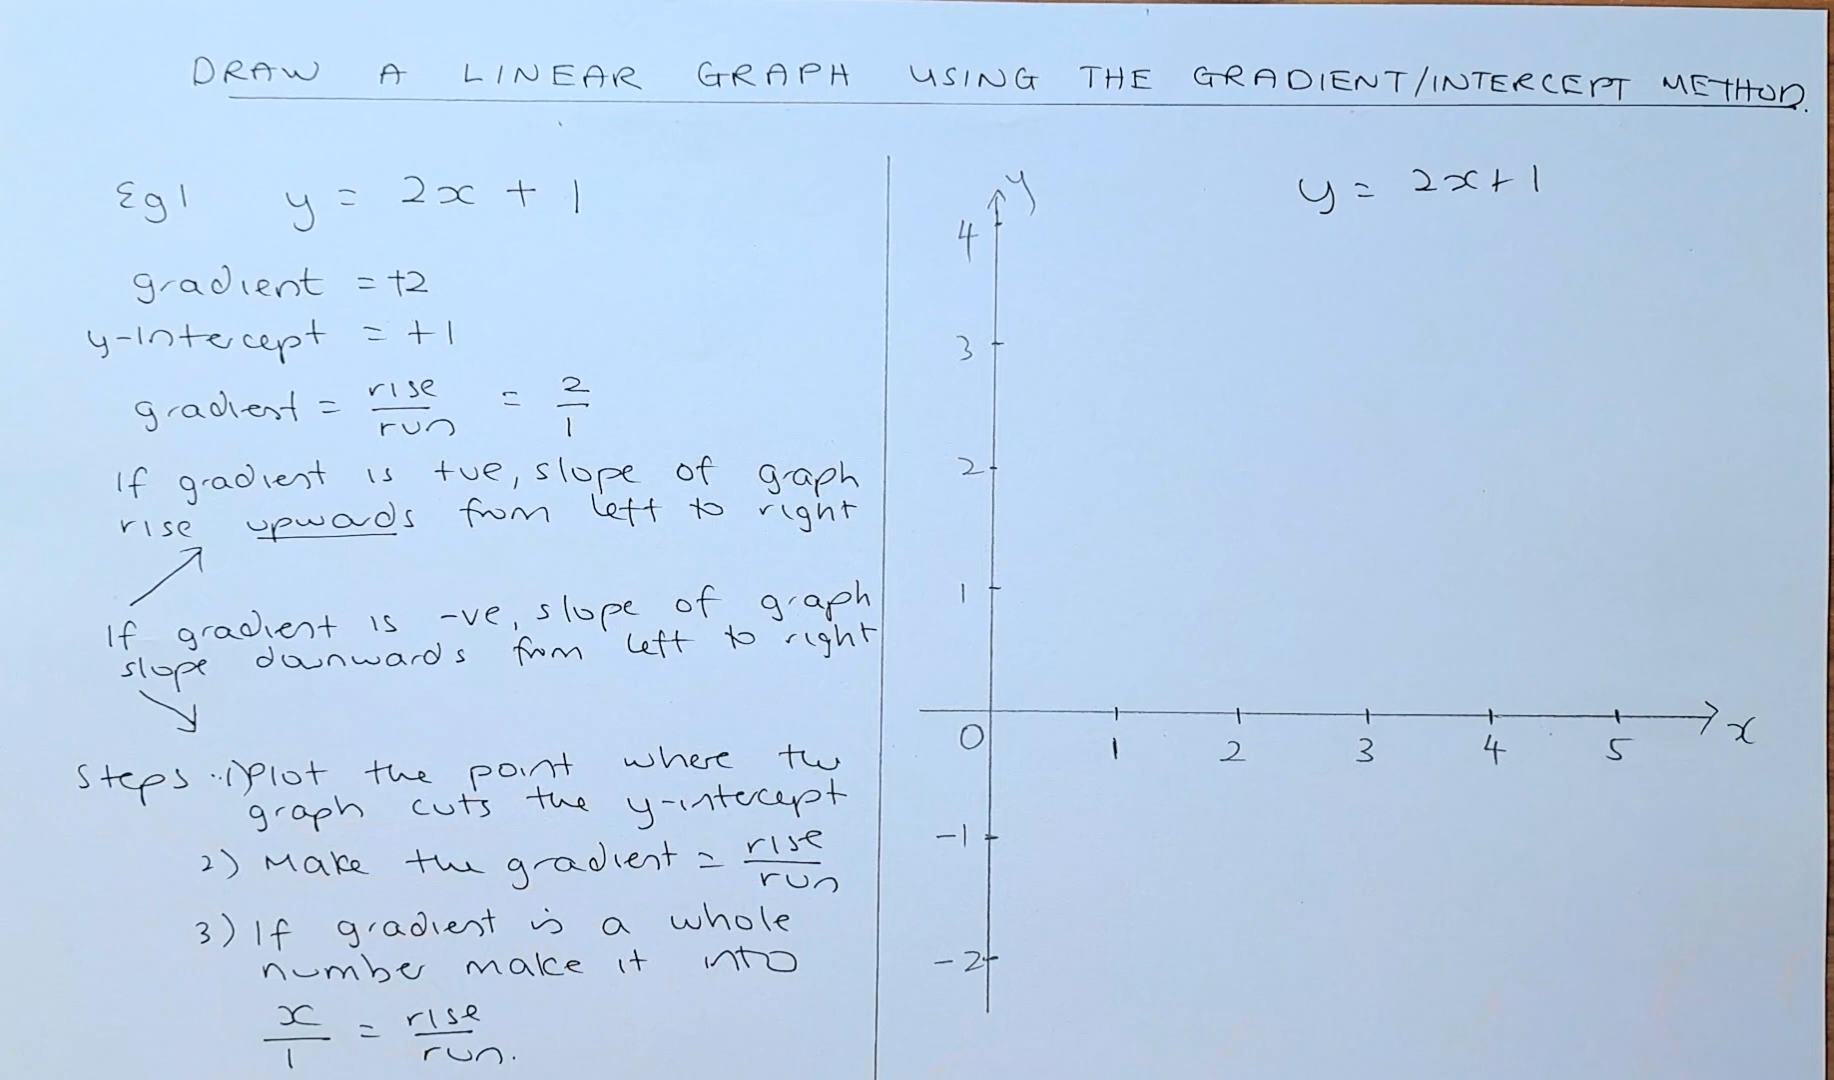 DRAW A LINEAR GRAPH USING THE GRADIENT/INTERCEPT METHOD.
Eg1 y = 2x + 1
gradient = +2
y-intercept = +1
gradient = rise/run = 2/1
If gradient is +ve, slope of graph
rise upwards from left to right
If gradient is -ve, slope of graph
slope downwards from left to right
Steps :1) Plot the point where the
graph cuts the y-intercept
2) Make the gradient = rise/run
3) If gradient is a whole
number make it into
x/1 = rise/run.
y = 2x+1
y
4
3
2
1
0 1 2 3 4 5 x
-1
-2